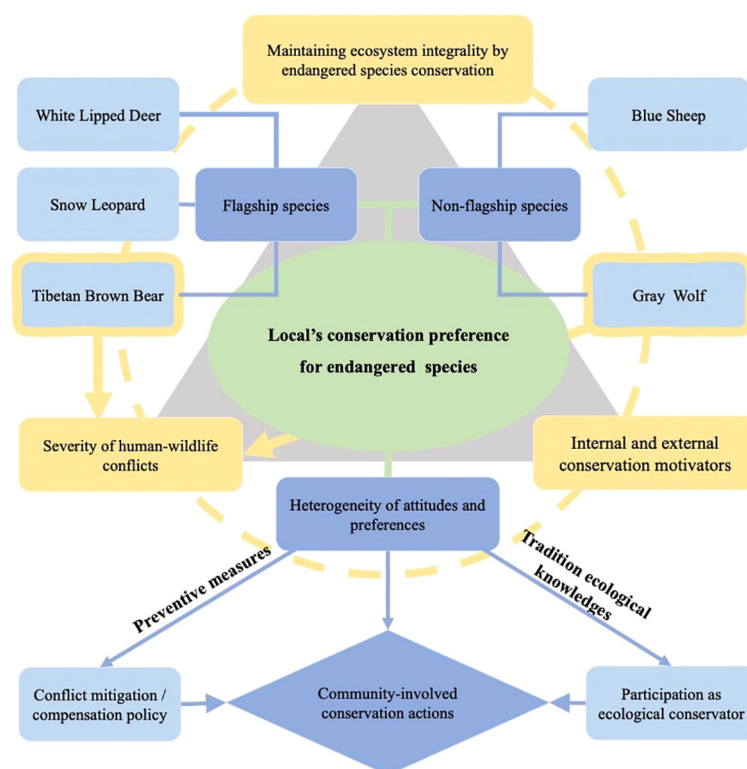 Maintaining ecosystem integrality by
endangered species conservation
White Lipped Deer
Blue Sheep
Snow Leopard
Flagship species
Non-flagship species
Tibetan Brown Bear
Gray Wolf
Local's conservation preference
for endangered species
Severity of human-wildlife
conflicts
Internal and external
conservation motivators
Heterogeneity of attitudes and
preferences
Preventive measures
Tradition ecological
knowledges
Conflict mitigation /
compensation policy
Community-involved
conservation actions
Participation as
ecological conservator